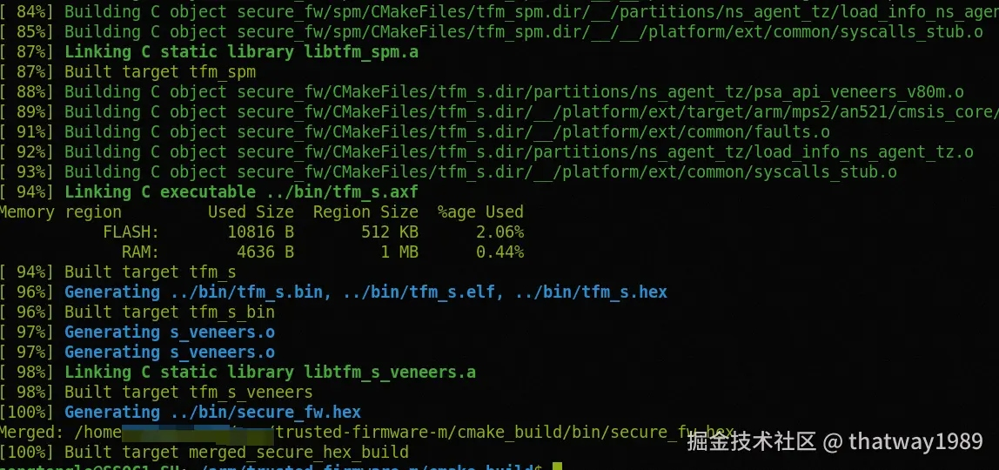 [ 84%] Building C object secure_fw/spm/CMakeFiles/tfm_spm.dir/__/partitions/ns_agent_tz/load_info_ns_age
[ 85%] Building C object secure_fw/spm/CMakeFiles/tfm_spm.dir/__/__/platform/ext/common/syscalls_stub.o
[ 87%] Linking C static library libtfm_spm.a
[ 87%] Built target tfm_spm
[ 88%] Building C object secure_fw/CMakeFiles/tfm_s.dir/partitions/ns_agent_tz/psa_api_veneers_v80m.o
[ 89%] Building C object secure_fw/CMakeFiles/tfm_s.dir/__/platform/ext/target/arm/mps2/an521/cmsis_core/
[ 91%] Building C object secure_fw/CMakeFiles/tfm_s.dir/__/platform/ext/common/faults.o
[ 92%] Building C object secure_fw/CMakeFiles/tfm_s.dir/partitions/ns_agent_tz/load_info_ns_agent_tz.o
[ 93%] Building C object secure_fw/CMakeFiles/tfm_s.dir/__/platform/ext/common/syscalls_stub.o
[ 94%] Linking C executable ../bin/tfm_s.axf
Memory region         Used Size  Region Size  %age Used
FLASH:       10816 B       512 KB      2.06%
RAM:        4636 B         1 MB      0.44%
[ 94%] Built target tfm_s
[ 96%] Generating ../bin/tfm_s.bin, ../bin/tfm_s.elf, ../bin/tfm_s.hex
[ 96%] Built target tfm_s_bin
[ 97%] Generating s_veneers.o
[ 97%] Generating s_veneers.o
[ 98%] Linking C static library libtfm_s_veneers.a
[ 98%] Built target tfm_s_veneers
[100%] Generating ../bin/secure_fw.hex
Merged: /home /trusted-firmware-m/cmake_build/bin/secure_fw.hex
掘金技术社区 @ thatway1989
[100%] Built target merged_secure_hex_build
/arm/trusted-firmware-m/cmake_build$